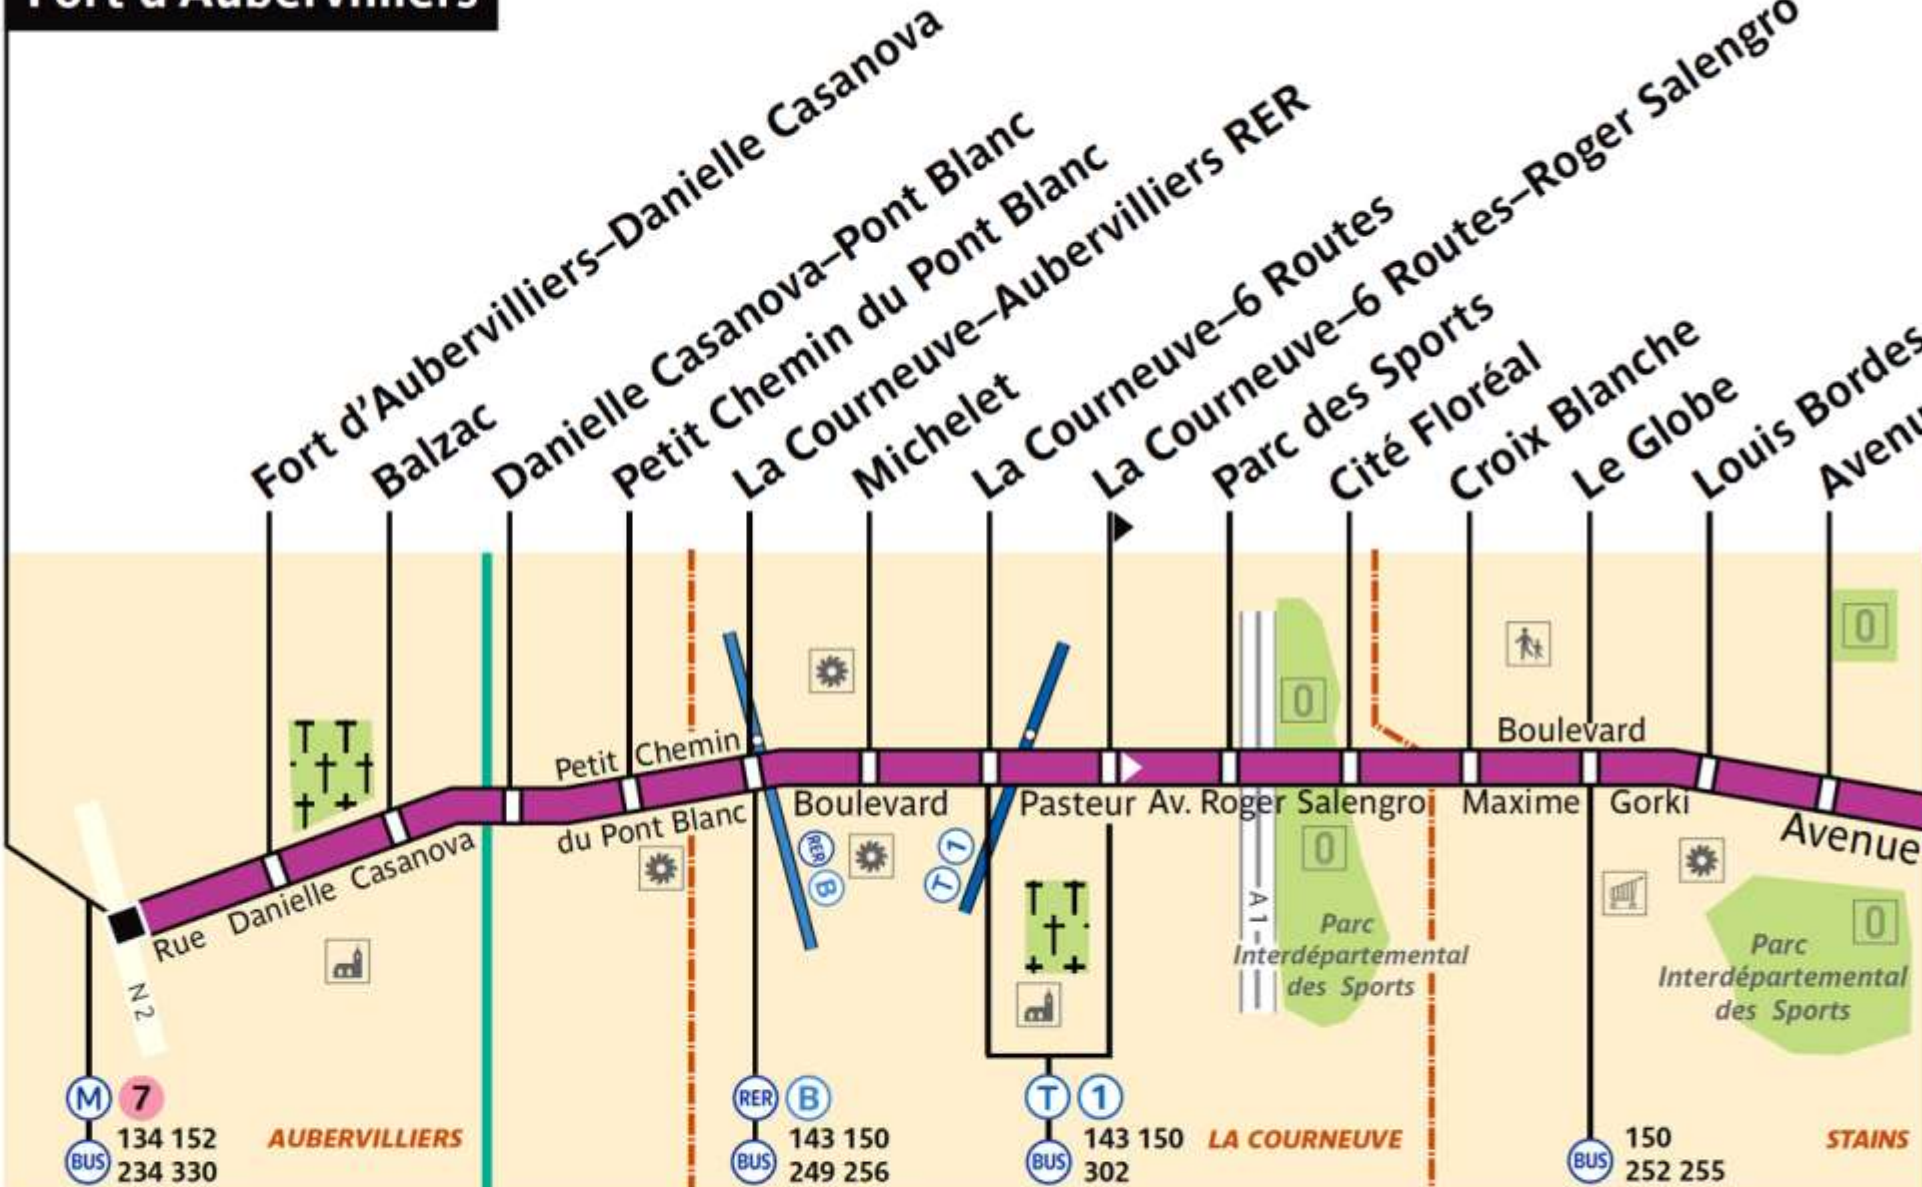 Fort d'Aubervilliers
Fort d’Aubervilliers–Danielle Casanova
Balzac
Danielle Casanova–Pont Blanc
Petit Chemin du Pont Blanc
La Courneuve–Aubervilliers RER
Michelet
La Courneuve–6 Routes
La Courneuve–6 Routes–Roger Salengro
Parc des Sports
Cité Floréal
Croix Blanche
Le Globe
Louis Bordes
Rue Danielle Casanova
Petit Chemin
du Pont Blanc
Boulevard
Pasteur
Av. Roger Salengro
Boulevard
Maxime Gorki
Avenue
N 2
RER B
T 1
A 1
Parc
Interdépartemental
des Sports
Parc
Interdépartemental
des Sports
M 7
134 152
BUS
234 330
AUBERVILLIERS
RER B
143 150
BUS
249 256
T 1
143 150
BUS
302
LA COURNEUVE
150
BUS
252 255
STAINS